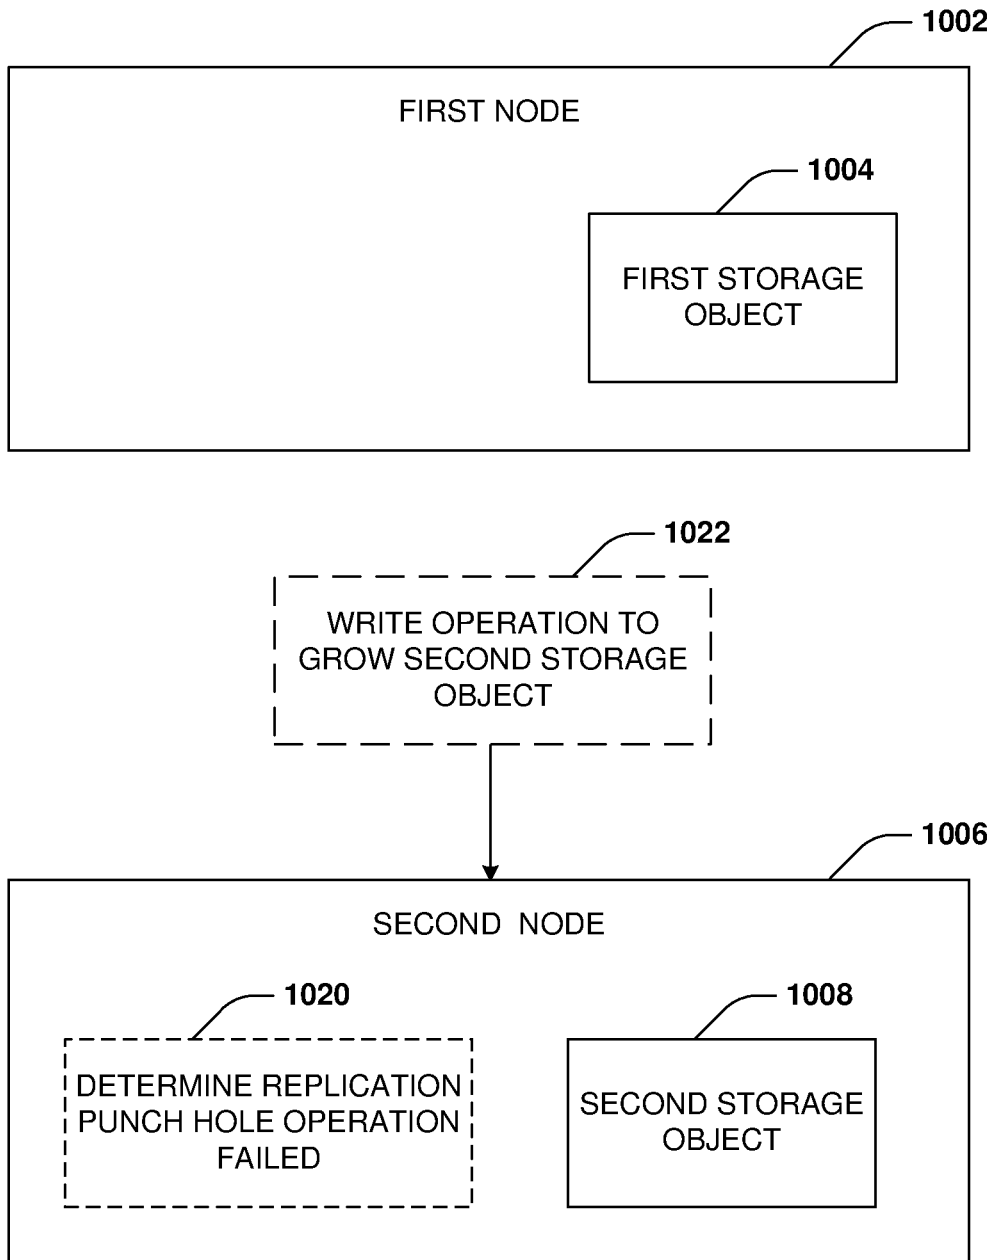 1002
FIRST NODE
1004
FIRST STORAGE
OBJECT
1022
WRITE OPERATION TO
GROW SECOND STORAGE
OBJECT
1006
SECOND NODE
1020
DETERMINE REPLICATION
PUNCH HOLE OPERATION
FAILED
1008
SECOND STORAGE
OBJECT